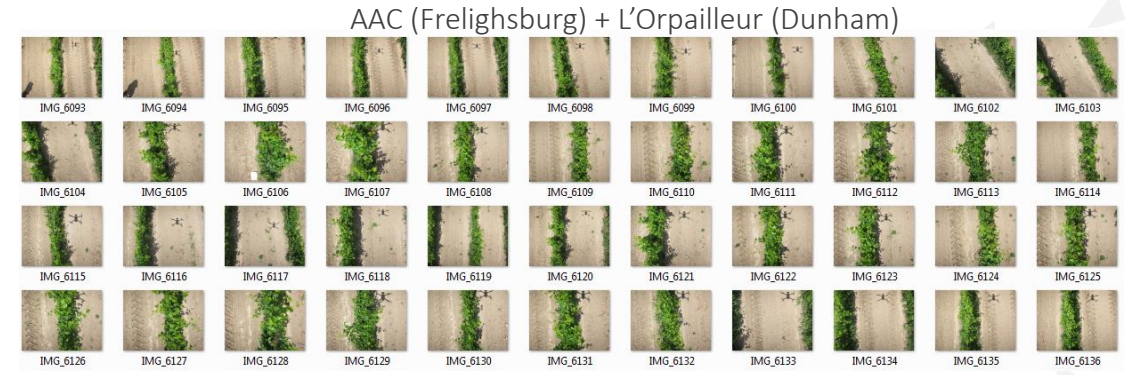 AAC (Frelighsburg) + L’Orpailleur (Dunham)
IMG_6093 IMG_6094 IMG_6095 IMG_6096 IMG_6097 IMG_6098 IMG_6099 IMG_6100 IMG_6101 IMG_6102 IMG_6103
IMG_6104 IMG_6105 IMG_6106 IMG_6107 IMG_6108 IMG_6109 IMG_6110 IMG_6111 IMG_6112 IMG_6113 IMG_6114
IMG_6115 IMG_6116 IMG_6117 IMG_6118 IMG_6119 IMG_6120 IMG_6121 IMG_6122 IMG_6123 IMG_6124 IMG_6125
IMG_6126 IMG_6127 IMG_6128 IMG_6129 IMG_6130 IMG_6131 IMG_6132 IMG_6133 IMG_6134 IMG_6135 IMG_6136